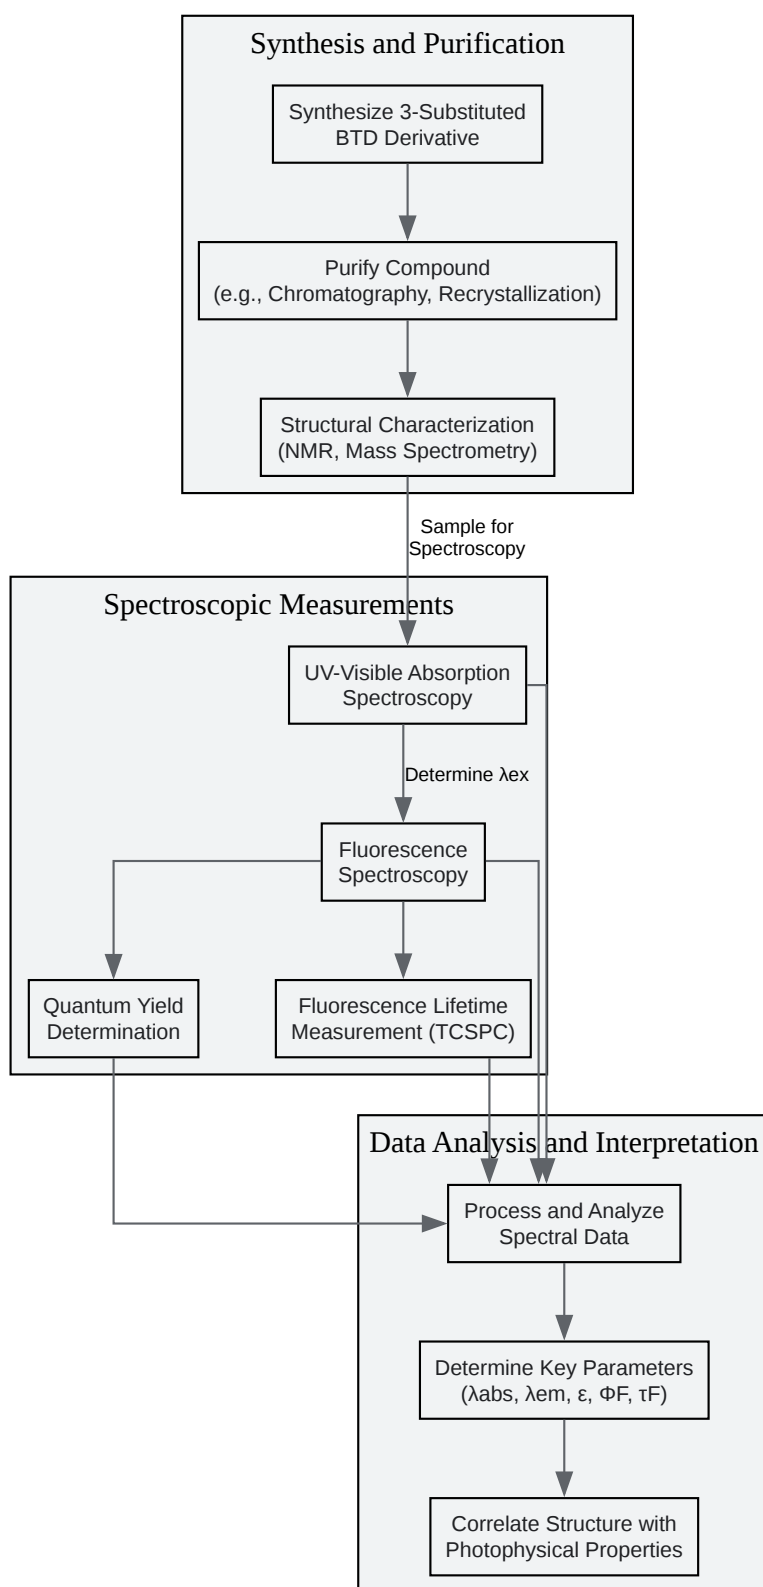 Synthesis and Purification
Synthesize 3-Substituted
BTD Derivative
Purify Compound
(e.g., Chromatography, Recrystallization)
Structural Characterization
(NMR, Mass Spectrometry)
Sample for
Spectroscopy
Spectroscopic Measurements
UV-Visible Absorption
Spectroscopy
Determine λex
Fluorescence
Spectroscopy
Quantum Yield
Determination
Fluorescence Lifetime
Measurement (TCSPC)
Data Analysis and Interpretation
Process and Analyze
Spectral Data
Determine Key Parameters
(λabs, λem, ε, ΦF, τF)
Correlate Structure with
Photophysical Properties